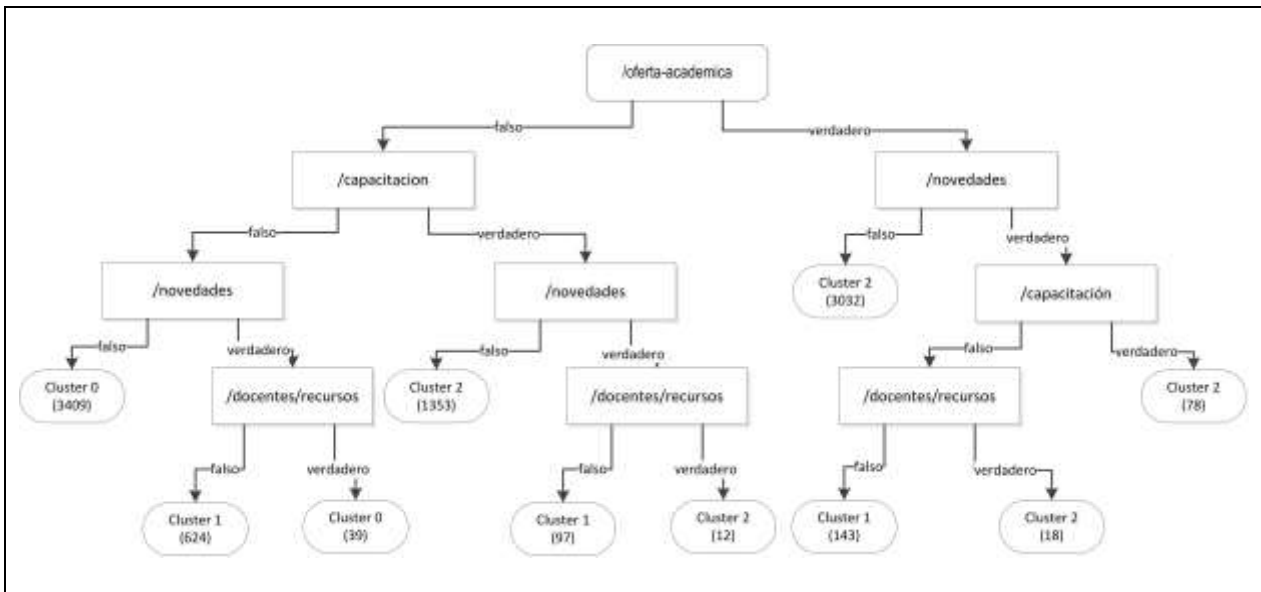 /oferta-academica
falso
verdadero
/capacitacion
/novedades
falso
verdadero
falso
verdadero
/novedades
/novedades
Cluster 2
(3032)
/capacitación
falso
verdadero
falso
verdadero
falso
verdadero
Cluster 0
(3409)
/docentes/recursos
Cluster 2
(1353)
/docentes/recursos
/docentes/recursos
Cluster 2
(78)
falso
verdadero
falso
verdadero
falso
verdadero
Cluster 1
(624)
Cluster 0
(39)
Cluster 1
(97)
Cluster 2
(12)
Cluster 1
(143)
Cluster 2
(18)